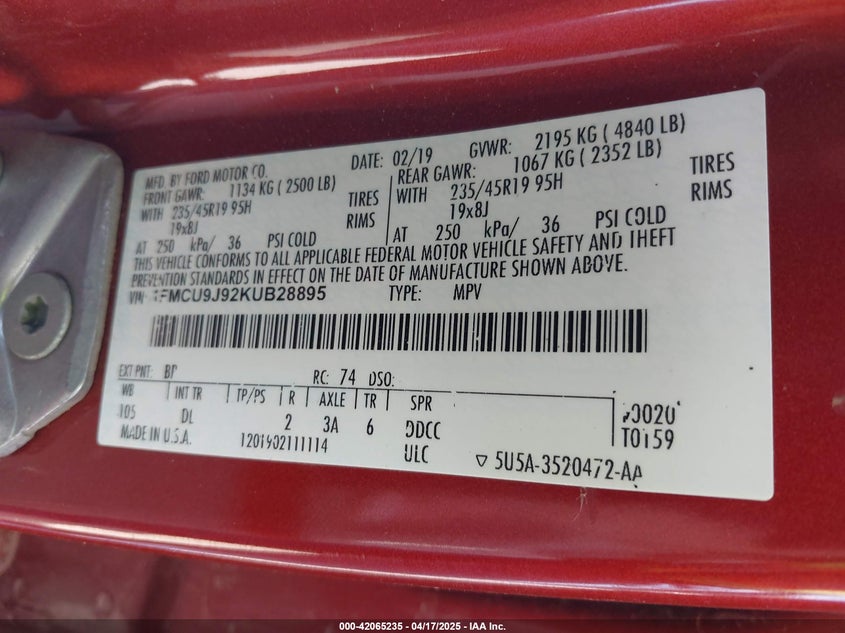 MFD. BY FORD MOTOR CO. DATE: 02/19 GVWR: 2195 KG ( 4840 LB)
FRONT GAWR: 1134 KG ( 2500 LB) REAR GAWR: 1067 KG ( 2352 LB)
WITH 235/45R19 95H TIRES WITH 235/45R19 95H TIRES
19x8J RIMS 19x8J RIMS
AT 250 kPa/ 36 PSI COLD AT 250 kPa/ 36 PSI COLD
THIS VEHICLE CONFORMS TO ALL APPLICABLE FEDERAL MOTOR VEHICLE SAFETY AND THEFT
PREVENTION STANDARDS IN EFFECT ON THE DATE OF MANUFACTURE SHOWN ABOVE.
VIN: 1FMCU9J92KUB28895 TYPE: MPV
EXT PNT: RC: 74 DSO:
WB INT TR TP/PS R AXLE TR SPR
105 DL 2 3A 6 DDCC
T0159
MADE IN U.S.A. 1201902111114 ULC ▽ 5U5A-3520472-AA
000-42065235 - 04/17/2025 - IAA Inc.